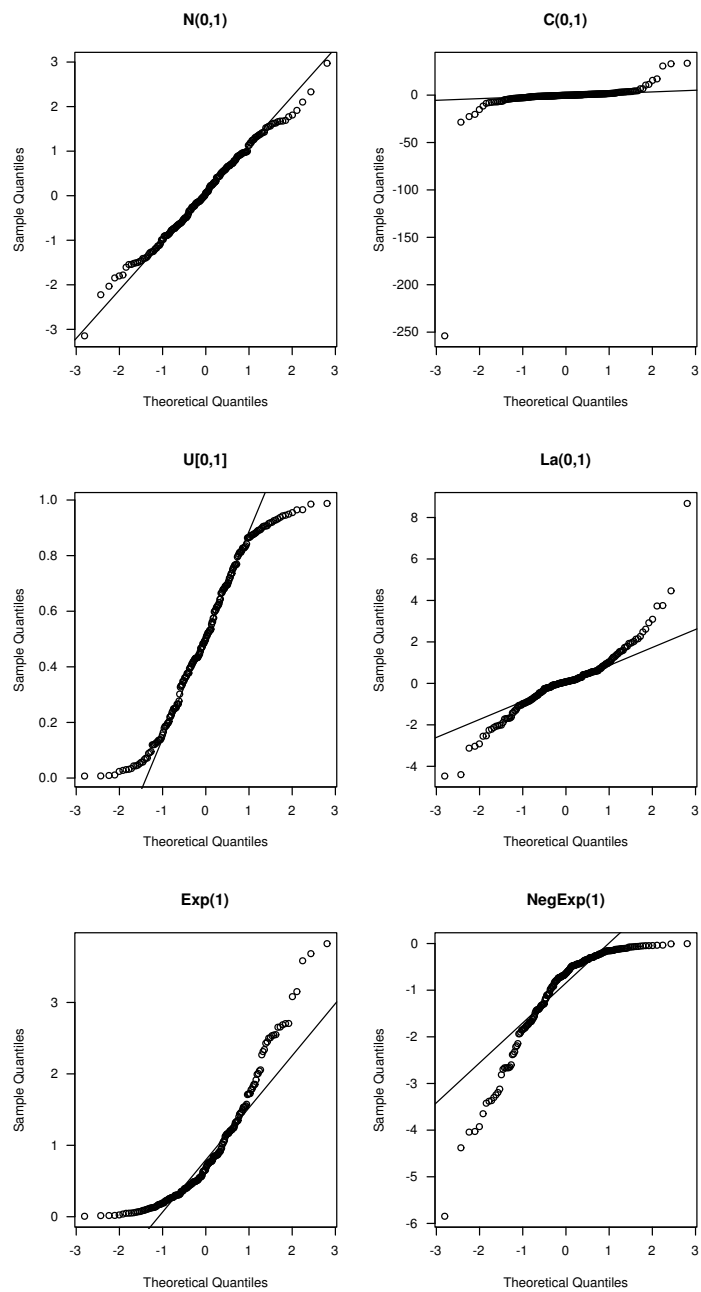 N(0,1)
C(0,1)
Sample Quantiles
3
2
1
0
-1
-2
-3
-3 -2 -1 0 1 2 3
Theoretical Quantiles
Sample Quantiles
0
-50
-100
-150
-200
-250
-3 -2 -1 0 1 2 3
Theoretical Quantiles
U[0,1]
La(0,1)
Sample Quantiles
1.0
0.8
0.6
0.4
0.2
0.0
-3 -2 -1 0 1 2 3
Theoretical Quantiles
Sample Quantiles
8
6
4
2
0
-2
-4
-3 -2 -1 0 1 2 3
Theoretical Quantiles
Exp(1)
NegExp(1)
Sample Quantiles
3
2
1
0
-3 -2 -1 0 1 2 3
Theoretical Quantiles
Sample Quantiles
0
-1
-2
-3
-4
-5
-6
-3 -2 -1 0 1 2 3
Theoretical Quantiles